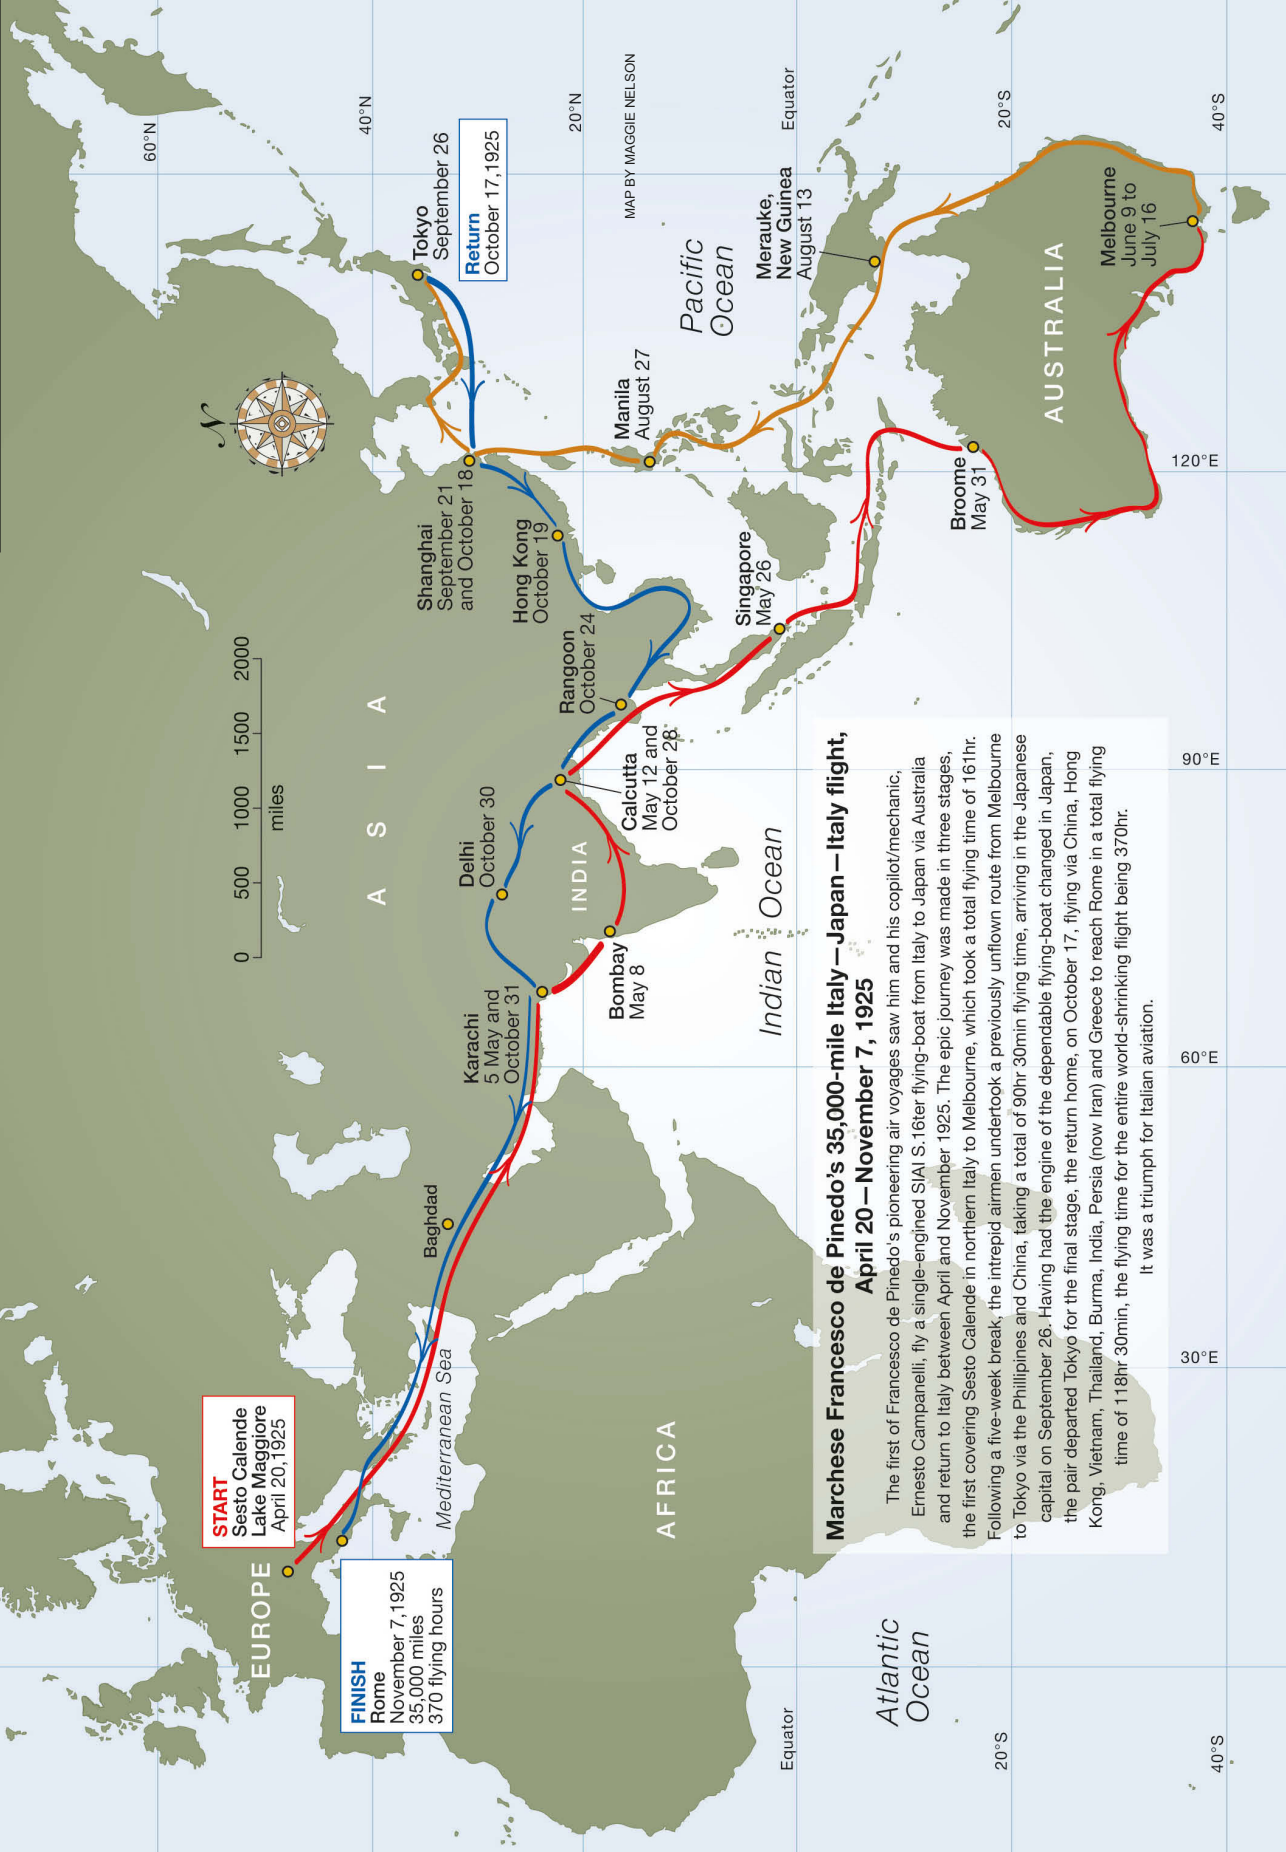 60°N
40°N
20°N
Equator
20°S
40°S
START
Sesto Calende
Lake Maggiore
April 20,1925
EUROPE
FINISH
Rome
November 7,1925
35,000 miles
370 flying hours
Mediterranean Sea
AFRICA
Atlantic
Ocean
Equator
20°S
40°S
Baghdad
Karachi
5 May and
October 31
Bombay
May 8
Delhi
October 30
INDIA
Calcutta
May 12 and
October 28
Rangoon
October 24
Indian Ocean
ASIA
0 500 1000 1500 2000
miles
N
Hong Kong
October 19
Shanghai
September 21
and October 18
Tokyo
September 26
Return
October 17,1925
Manila
August 27
Singapore
May 26
Pacific
Ocean
MAP BY MAGGIE NELSON
Merauke,
New Guinea
August 13
Broome
May 31
AUSTRALIA
Melbourne
June 9 to
July 16
30°E
60°E
90°E
120°E
Marchese Francesco de Pinedo's 35,000-mile Italy—Japan—Italy flight,
April 20—November 7, 1925
The first of Francesco de Pinedo's pioneering air voyages saw him and his copilot/mechanic,
Ernesto Campanelli, fly a single-engined SIAI S.16ter flying-boat from Italy to Japan via Australia
and return to Italy between April and November 1925. The epic journey was made in three stages,
the first covering Sesto Calende in northern Italy to Melbourne, which took a total flying time of 161hr.
Following a five-week break, the intrepid airmen undertook a previously unflown route from Melbourne
to Tokyo via the Phillipines and China, taking a total of 90hr 30min flying time, arriving in the Japanese
capital on September 26. Having had the engine of the dependable flying-boat changed in Japan,
the pair departed Tokyo for the final stage, the return home, on October 17, flying via China, Hong
Kong, Vietnam, Thailand, Burma, India, Persia (now Iran) and Greece to reach Rome in a total flying
time of 118hr 30min, the flying time for the entire world-shrinking flight being 370hr.
It was a triumph for Italian aviation.